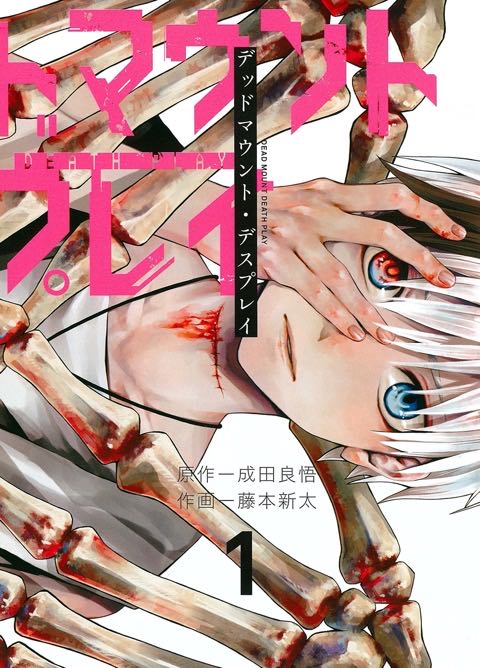 ドマウント
プレイ
DEATH PLAY
デッドマウント・デスプレイ
DEAD MOUNT DEATH PLAY
原作ー成田良悟
作画ー藤本新太
1